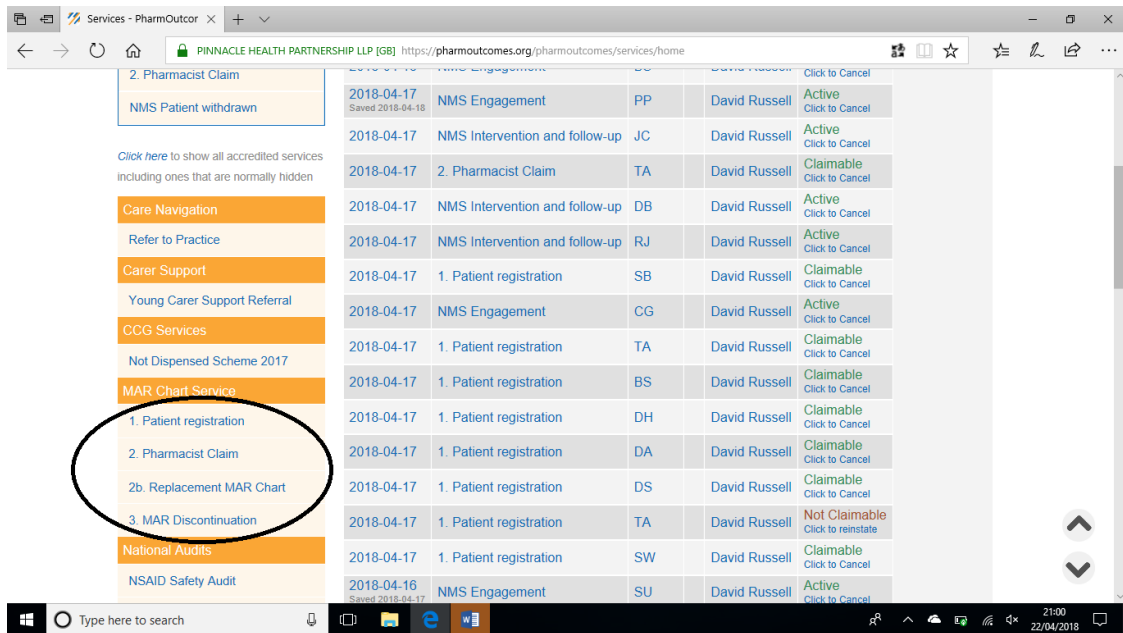 Services - PharmOutcor
PINNACLE HEALTH PARTNERSHIP LLP [GB] https://pharmoutcomes.org/pharmoutcomes/services/home
2. Pharmacist Claim
NMS Patient withdrawn
Click here to show all accredited services
including ones that are normally hidden
Care Navigation
Refer to Practice
Carer Support
Young Carer Support Referral
CCG Services
Not Dispensed Scheme 2017
MAR Chart Service
1. Patient registration
2. Pharmacist Claim
2b. Replacement MAR Chart
3. MAR Discontinuation
National Audits
NSAID Safety Audit
Click to Cancel
2018-04-17 NMS Engagement PP David Russell Active
Saved 2018-04-18 Click to Cancel
2018-04-17 NMS Intervention and follow-up JC David Russell Active
Click to Cancel
2018-04-17 2. Pharmacist Claim TA David Russell Claimable
Click to Cancel
2018-04-17 NMS Intervention and follow-up DB David Russell Active
Click to Cancel
2018-04-17 NMS Intervention and follow-up RJ David Russell Active
Click to Cancel
2018-04-17 1. Patient registration SB David Russell Claimable
Click to Cancel
2018-04-17 NMS Engagement CG David Russell Active
Click to Cancel
2018-04-17 1. Patient registration TA David Russell Claimable
Click to Cancel
2018-04-17 1. Patient registration BS David Russell Claimable
Click to Cancel
2018-04-17 1. Patient registration DH David Russell Claimable
Click to Cancel
2018-04-17 1. Patient registration DA David Russell Claimable
Click to Cancel
2018-04-17 1. Patient registration DS David Russell Claimable
Click to Cancel
2018-04-17 1. Patient registration TA David Russell Not Claimable
Click to reinstate
2018-04-17 1. Patient registration SW David Russell Claimable
Click to Cancel
2018-04-16 NMS Engagement SU David Russell Active
Saved 2018-04-17 Click to Cancel
Type here to search
21:00
22/04/2018